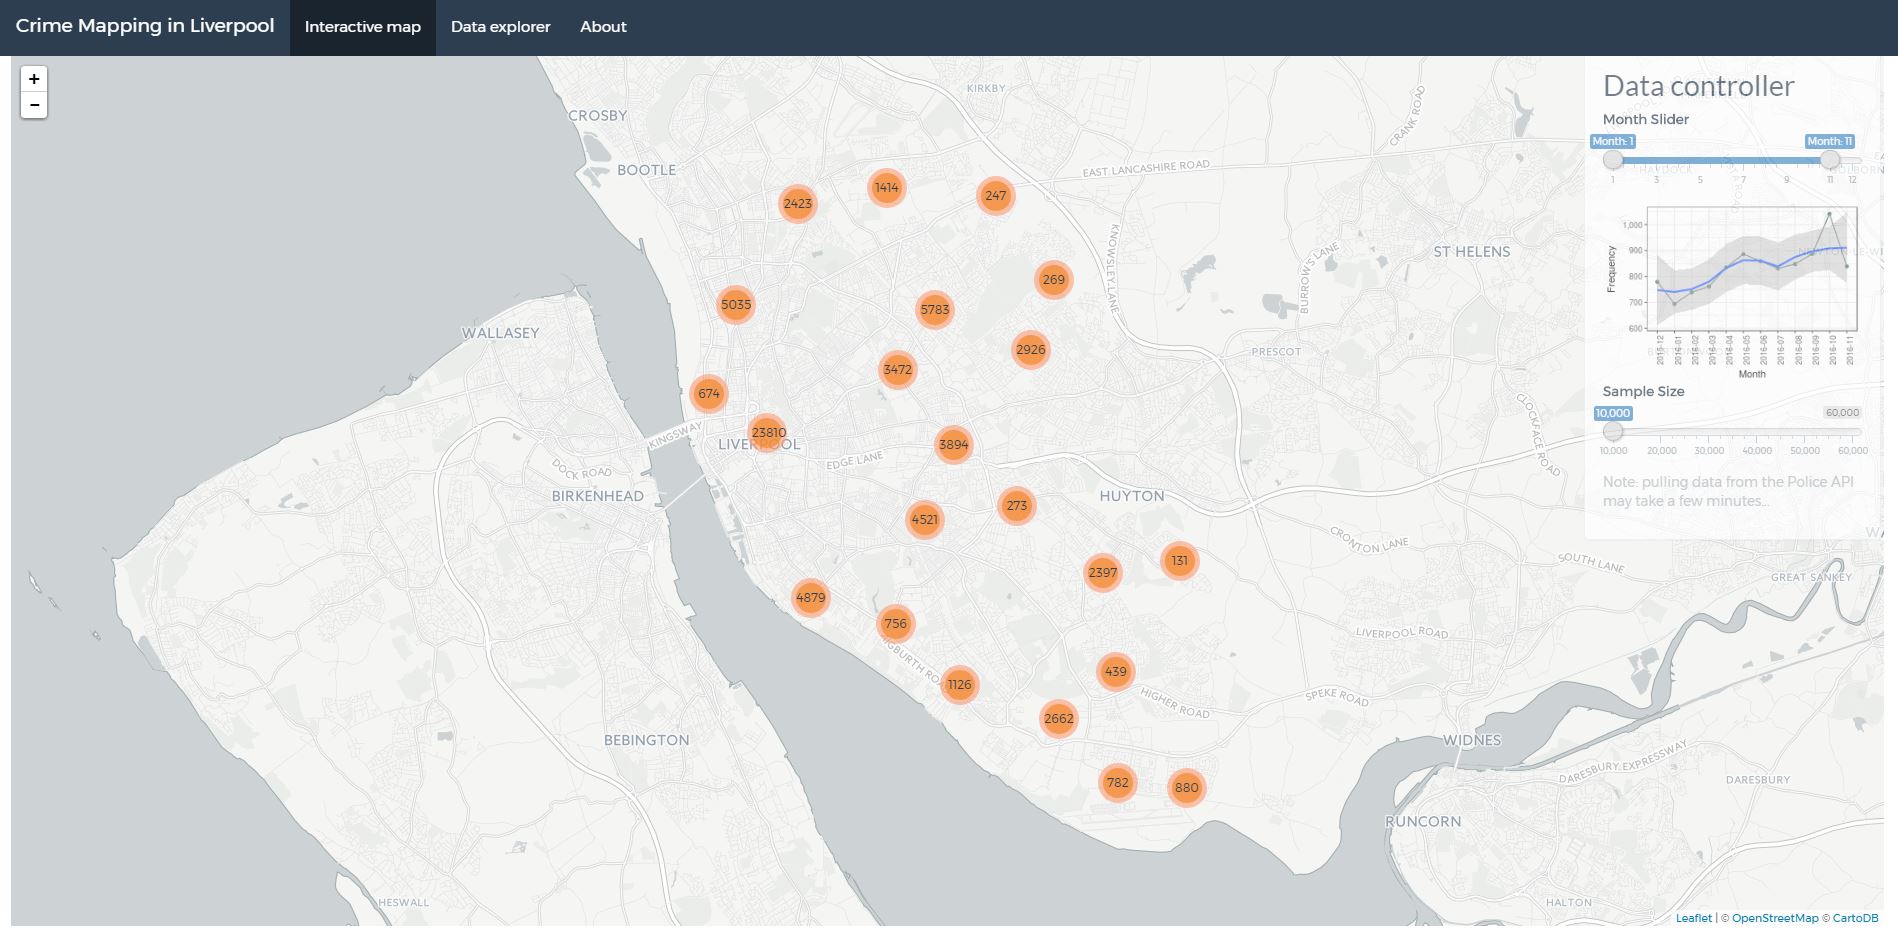 Crime Mapping in Liverpool
Interactive map
Data explorer
About
+
−
KIRKBY
CROSBY
CRANK ROAD
BOOTLE
EAST LANCASHIRE ROAD
2423
1414
247
KNOWSLEY LANE
BURROW'S LANE
ST HELENS
269
5035
5783
WALLASEY
2926
PRESCOT
3472
674
23810
KINGSWAY
LIVERPOOL
3894
EDGE LANE
CLOCKFACE ROAD
DOCK ROAD
BIRKENHEAD
HUYTON
273
4521
CRONTON LANE
131
2397
SOUTH LANE
GREAT SANKEY
4879
756
LIVERPOOL ROAD
439
1126
HIGHER ROAD
SPEKE ROAD
2662
BEBINGTON
WIDNES
DARESBURY EXPRESSWAY
782
880
DARESBURY
RUNCORN
HESWALL
HALTON
Data controller
Month Slider
Month: 1
Month: 11
1 3 5 7 9 11 12
1,000
900
800
700
600
Frequency
2015-12 2016-01 2016-02 2016-03 2016-04 2016-05 2016-06 2016-07 2016-08 2016-09 2016-10 2016-11
Month
Sample Size
10,000
60,000
10,000 20,000 30,000 40,000 50,000 60,000
Note: pulling data from the Police API
may take a few minutes...
Leaflet | © OpenStreetMap © CartoDB